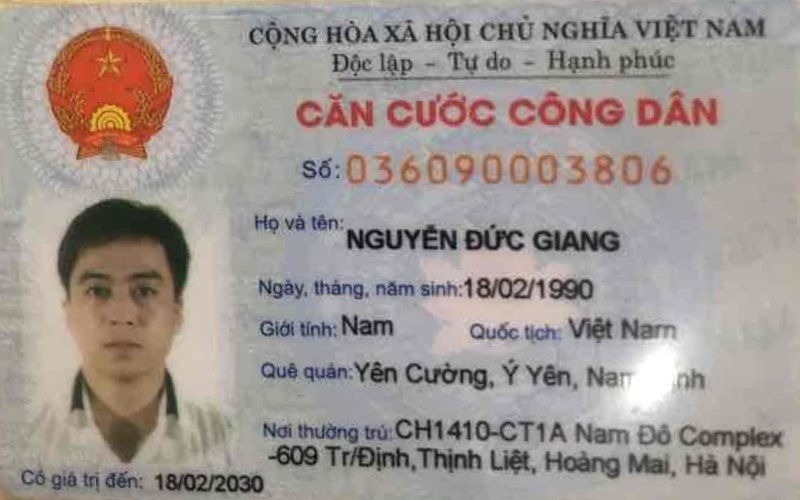 CỘNG HÒA XÃ HỘI CHỦ NGHĨA VIỆT NAM
Độc lập - Tự do - Hạnh phúc
CĂN CƯỚC CÔNG DÂN
Số: 036090003806
Họ và tên: NGUYỄN ĐỨC GIANG
Ngày, tháng, năm sinh: 18/02/1990
Giới tính: Nam Quốc tịch: Việt Nam
Quê quán: Yên Cường, Ý Yên, Nam
Nơi thường trú: CH1410-CT1A Nam Đô Complex
-609 Tr/Định, Thịnh Liệt, Hoàng Mai, Hà Nội
Có giá trị đến: 18/02/2030